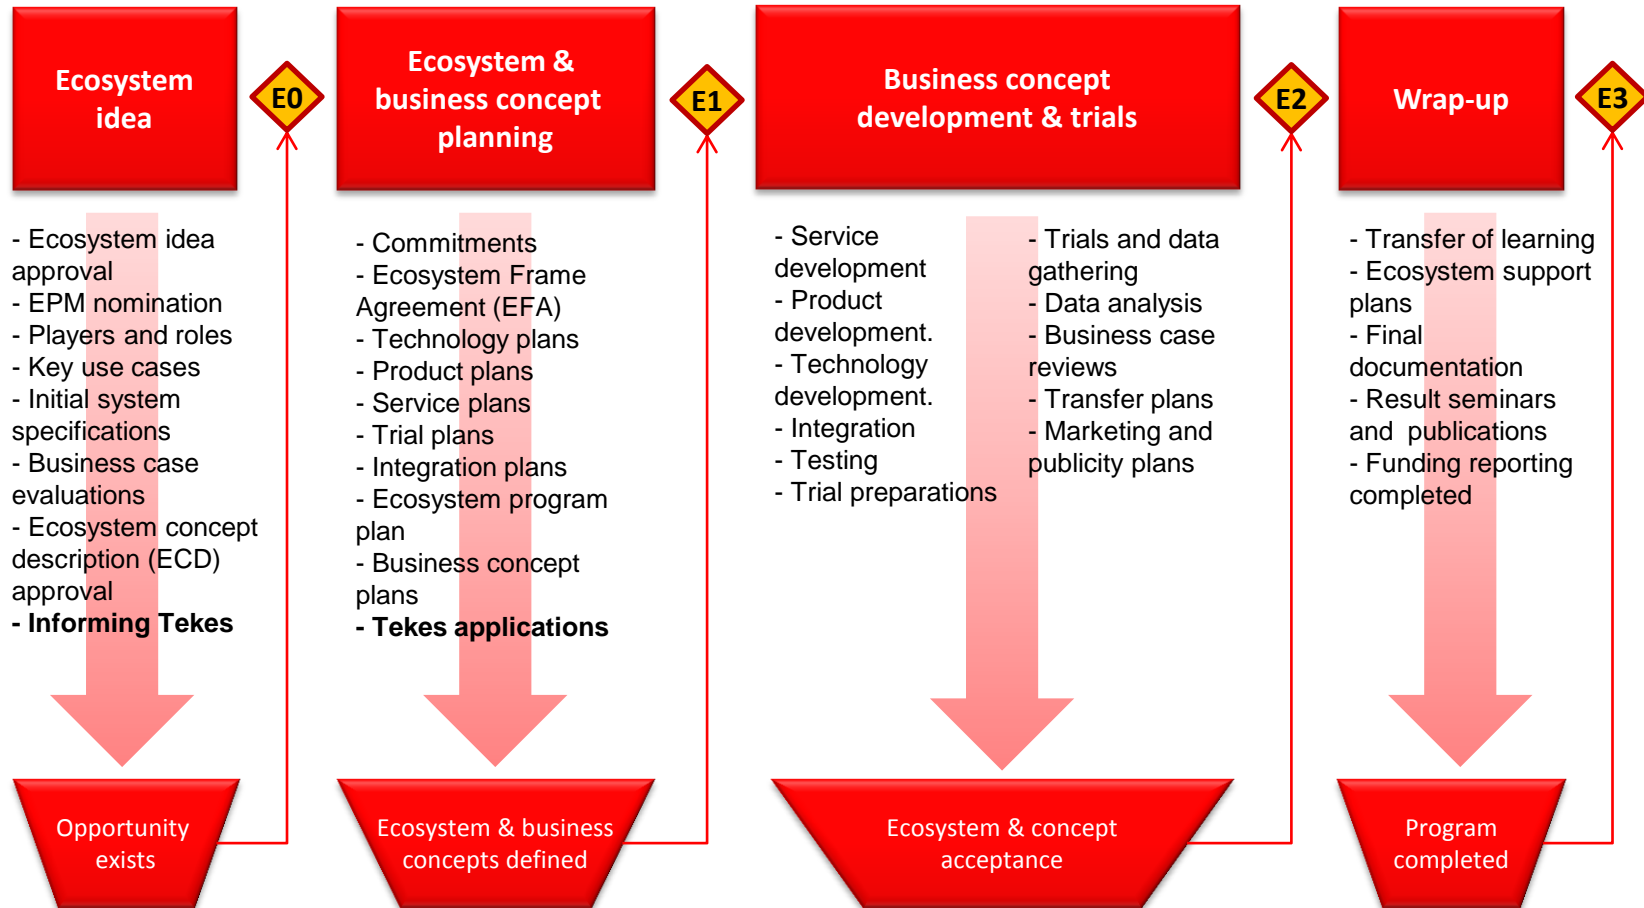 Ecosystem
idea
E0
Ecosystem &
business concept
planning
E1
Business concept
development & trials
E2
Wrap-up
E3
- Ecosystem idea
approval
- EPM nomination
- Players and roles
- Key use cases
- Initial system
specifications
- Business case
evaluations
- Ecosystem concept
description (ECD)
approval
- Informing Tekes
- Commitments
- Ecosystem Frame
Agreement (EFA)
- Technology plans
- Product plans
- Service plans
- Trial plans
- Integration plans
- Ecosystem program
plan
- Business concept
plans
- Tekes applications
- Service
development
- Product
development.
- Technology
development.
- Integration
- Testing
- Trial preparations
- Trials and data
gathering
- Data analysis
- Business case
reviews
- Transfer plans
- Marketing and
publicity plans
- Transfer of learning
- Ecosystem support
plans
- Final
documentation
- Result seminars
and  publications
- Funding reporting
completed
Opportunity
exists
Ecosystem & business
concepts defined
Ecosystem & concept
acceptance
Program
completed